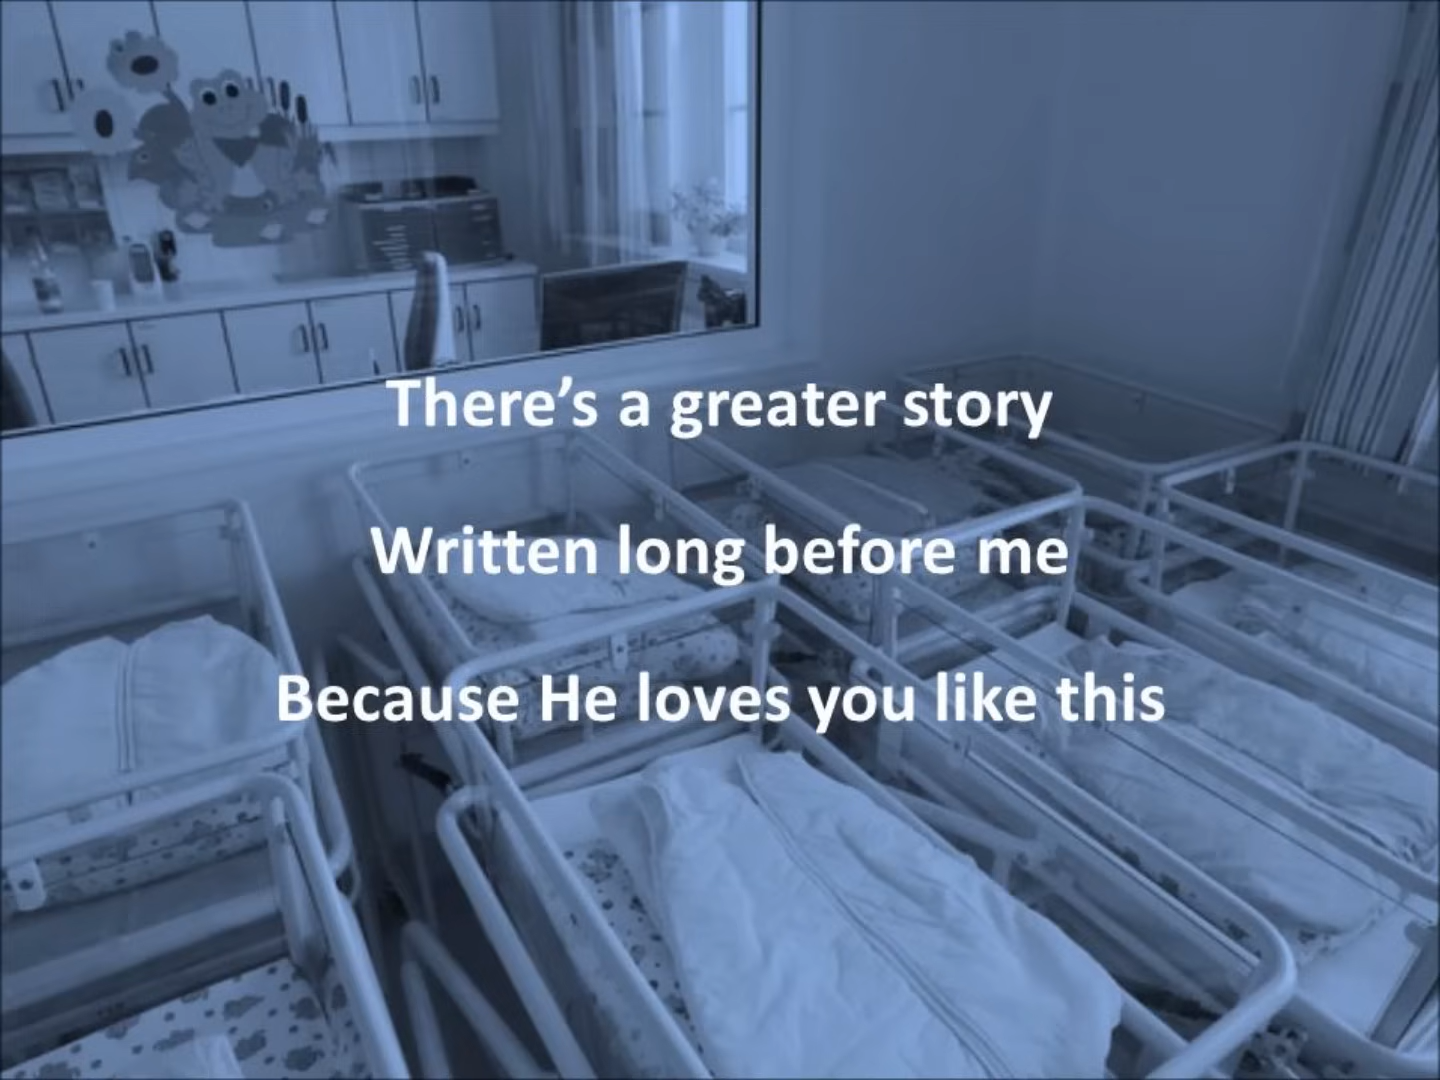 There’s a greater story
Written long before me
Because He loves you like this